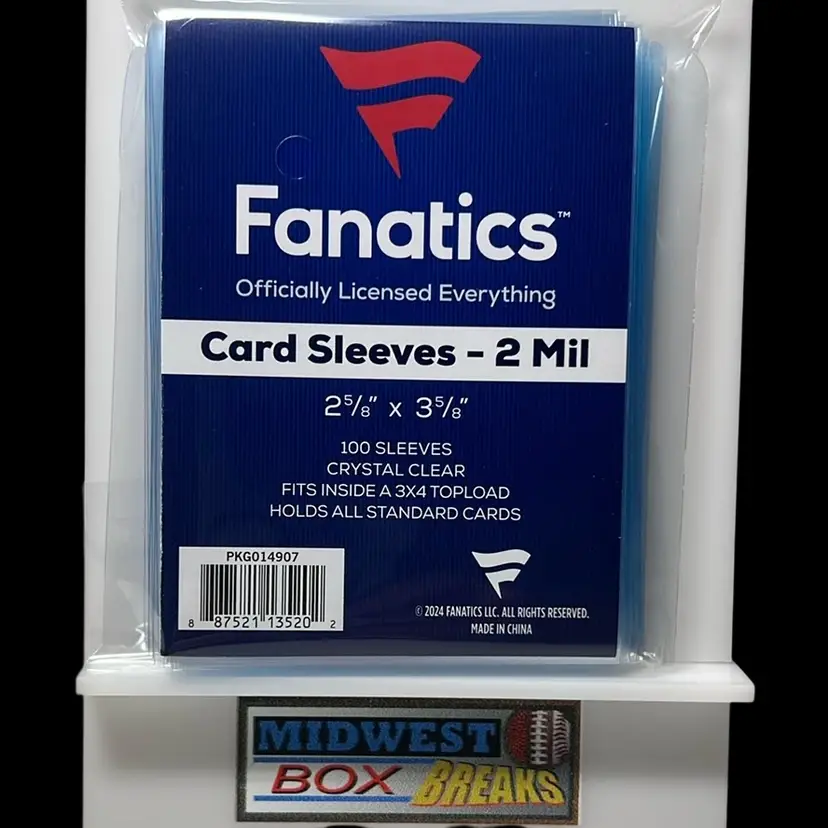 Fanatics™
Officially Licensed Everything
Card Sleeves - 2 Mil
2⅝" x 3⅝"
100 SLEEVES
CRYSTAL CLEAR
FITS INSIDE A 3X4 TOPLOAD
HOLDS ALL STANDARD CARDS
PKG014907
8 87521 13520 2
© 2024 FANATICS LLC. ALL RIGHTS RESERVED.
MADE IN CHINA
MIDWEST
BOX BREAKS